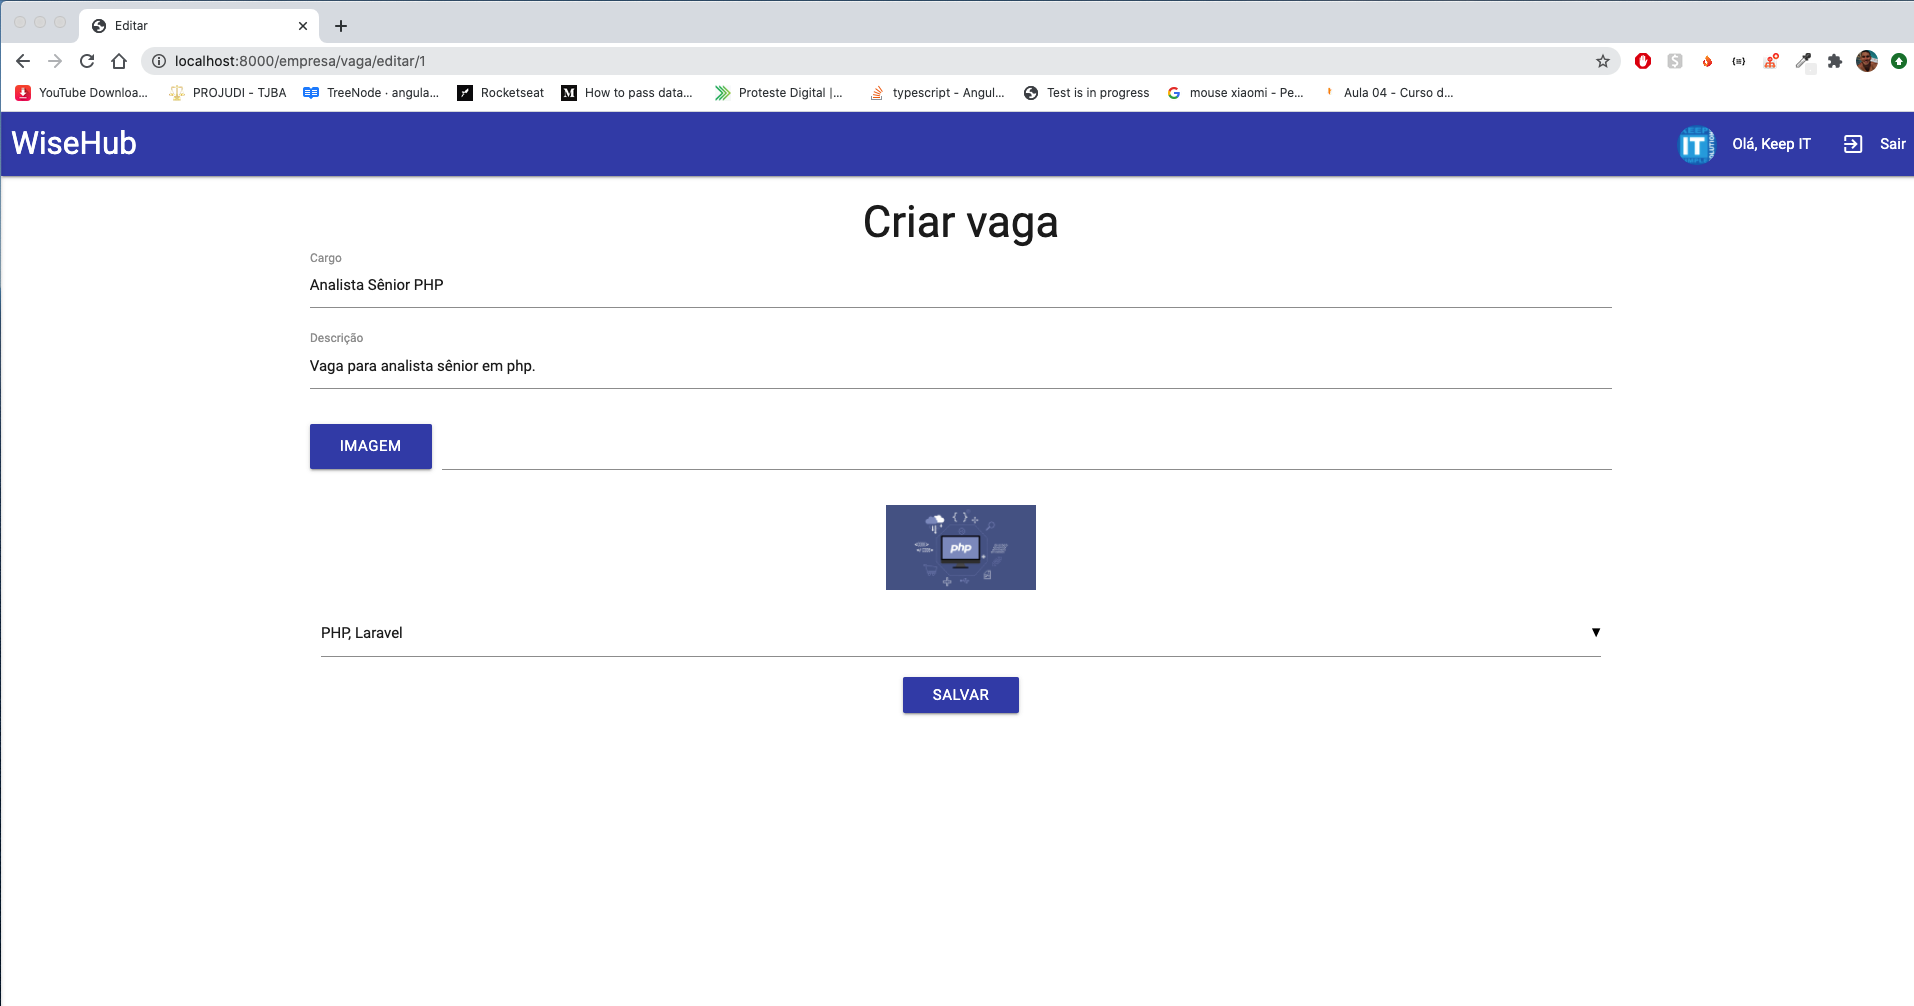 Editar
localhost:8000/empresa/vaga/editar/1
YouTube Downloa...
PROJUDI - TJBA
TreeNode · angula...
Rocketseat
How to pass data...
Proteste Digital |...
typescript - Angul...
Test is in progress
mouse xiaomi - Pe...
Aula 04 - Curso d...
WiseHub
IT
Olá, Keep IT
Sair
Criar vaga
Cargo
Analista Sênior PHP
Descrição
Vaga para analista sênior em php.
IMAGEM
php
PHP, Laravel
SALVAR